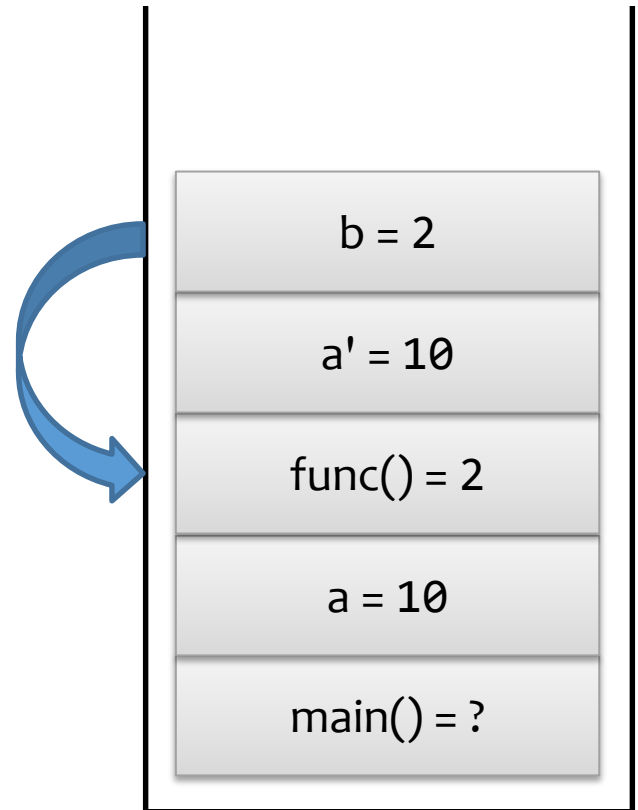 b = 2
a' = 10
func() = 2
a = 10
main() = ?